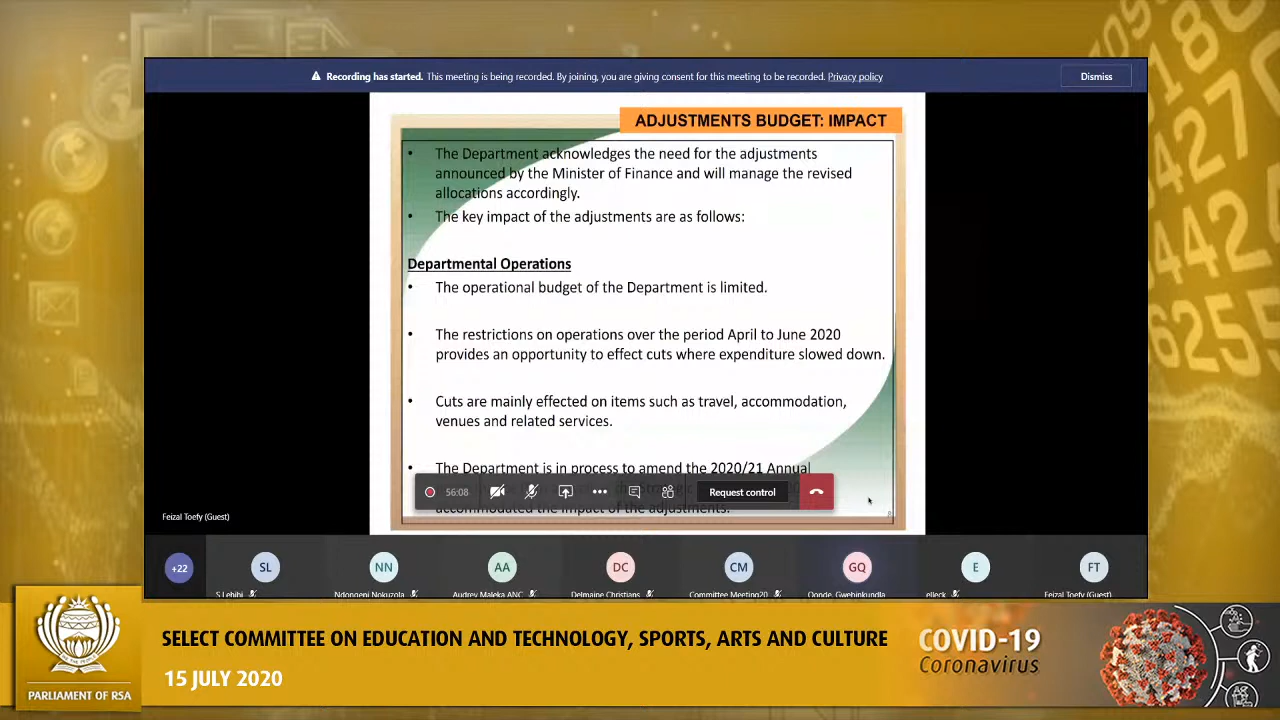 Recording has started. This meeting is being recorded. By joining, you are giving consent for this meeting to be recorded. Privacy policy
Dismiss
ADJUSTMENTS BUDGET: IMPACT
• The Department acknowledges the need for the adjustments
announced by the Minister of Finance and will manage the revised
allocations accordingly.
• The key impact of the adjustments are as follows:
Departmental Operations
• The operational budget of the Department is limited.
• The restrictions on operations over the period April to June 2020
provides an opportunity to effect cuts where expenditure slowed down.
• Cuts are mainly effected on items such as travel, accommodation,
venues and related services.
• The Department is in process to amend the 2020/21 Annual
accommodated the impact of the adjustments.
56:08
Request control
Feizal Toefy (Guest)
+22
SL
NN
AA
DC
CM
GQ
E
FT
S Lebihi
Ndongeni Nokuzola
Audrey Maleka ANC
Delmaine Christians
Committee Meeting20
Qonde, Gwebinkundla
elleck
Feizal Toefy (Guest)
PARLIAMENT OF RSA
SELECT COMMITTEE ON EDUCATION AND TECHNOLOGY, SPORTS, ARTS AND CULTURE
15 JULY 2020
COVID-19
Coronavirus